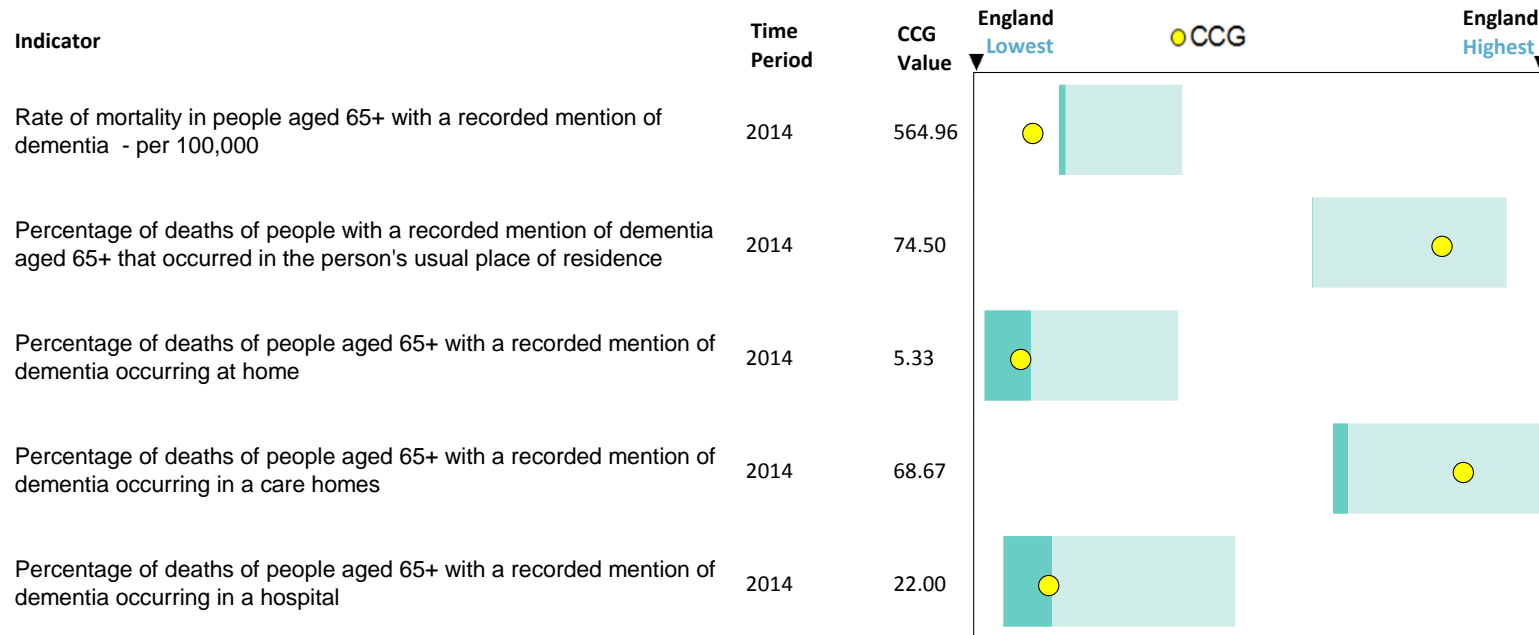 Indicator
Time
Period
CCG
Value
England
Lowest
CCG
England
Highest
Rate of mortality in people aged 65+ with a recorded mention of
dementia  - per 100,000
2014
564.96
Percentage of deaths of people with a recorded mention of dementia
aged 65+ that occurred in the person's usual place of residence
2014
74.50
Percentage of deaths of people aged 65+ with a recorded mention of
dementia occurring at home
2014
5.33
Percentage of deaths of people aged 65+ with a recorded mention of
dementia occurring in a care homes
2014
68.67
Percentage of deaths of people aged 65+ with a recorded mention of
dementia occurring in a hospital
2014
22.00